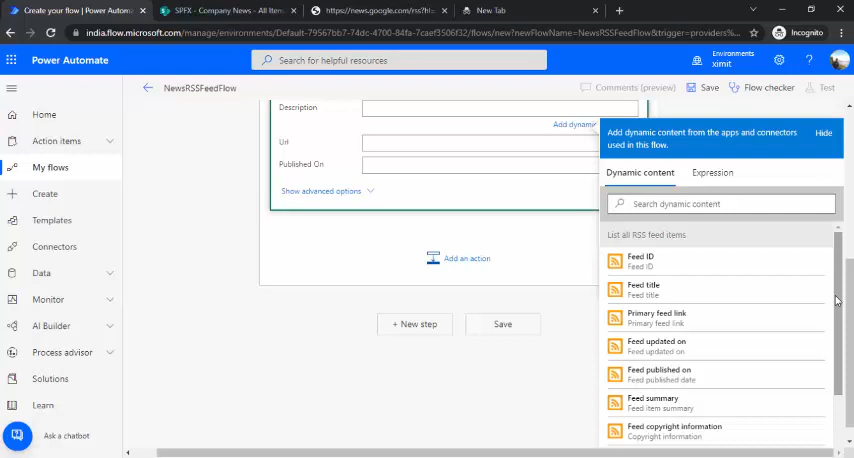 Create your flow | Power Automate
SPFX - Company News - All Item
https://news.google.com/rss?hl=
New Tab
india.flow.microsoft.com/manage/environments/Default-79567bb7-74dc-4700-84fa-7caef3506f32/flows/new?newFlowName=NewsRSSFeedFlow&trigger=providers%...
Incognito
Power Automate
Search for helpful resources
Environments
ximit
NewsRSSFeedFlow
Comments (preview)
Save
Flow checker
Test
Home
Action items
My flows
Create
Templates
Connectors
Data
Monitor
AI Builder
Process advisor
Solutions
Learn
Ask a chatbot
Description
Add dynamic
Url
Published On
Show advanced options
Add an action
+ New step
Save
Add dynamic content from the apps and connectors
used in this flow.
Hide
Dynamic content
Expression
Search dynamic content
List all RSS feed items
Feed ID
Feed ID
Feed title
Feed title
Primary feed link
Primary feed link
Feed updated on
Feed updated on
Feed published on
Feed published date
Feed summary
Feed item summary
Feed copyright information
Copyright information